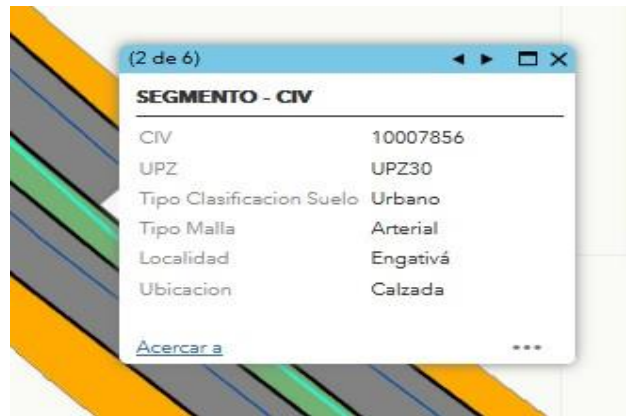 (2 de 6)
SEGMENTO - CIV
CIV 10007856
UPZ UPZ30
Tipo Clasificacion Suelo Urbano
Tipo Malla Arterial
Localidad Engativá
Ubicacion Calzada
Acercar a